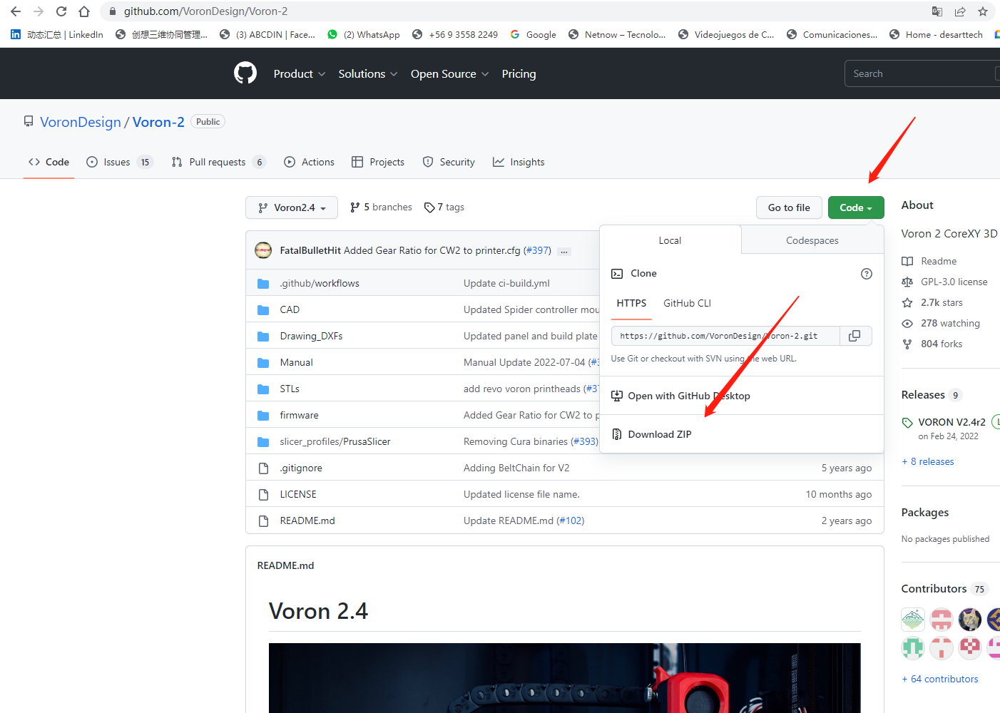 github.com/VoronDesign/Voron-2
动态汇总 | LinkedIn
创想三维协同管理...
(3) ABCDIN | Face...
(2) WhatsApp
+56 9 3558 2249
Google
Netnow – Tecnolo...
Videojuegos de C...
Comunicaciones...
Home - desarttech
Product
Solutions
Open Source
Pricing
Search
VoronDesign / Voron-2 Public
Code
Issues 15
Pull requests 6
Actions
Projects
Security
Insights
Voron2.4
5 branches
7 tags
Go to file
Code
Local
Codespaces
Clone
HTTPS
GitHub CLI
https://github.com/VoronDesign/Voron-2.git
Use Git or checkout with SVN using the web URL.
Open with GitHub Desktop
Download ZIP
FatalBulletHit Added Gear Ratio for CW2 to printer.cfg (#397) ...
.github/workflows Update ci-build.yml
CAD Updated Spider controller mou
Drawing_DXFs Updated panel and build plate
Manual Manual Update 2022-07-04 (#3
STLs add revo voron printheads (#37
firmware Added Gear Ratio for CW2 to p
slicer_profiles/PrusaSlicer Removing Cura binaries (#393)
.gitignore Adding BeltChain for V2 5 years ago
LICENSE Updated license file name. 10 months ago
README.md Update README.md (#102) 2 years ago
README.md
Voron 2.4
About
Voron 2 CoreXY 3D
Readme
GPL-3.0 license
2.7k stars
278 watching
804 forks
Releases 9
VORON V2.4r2 L
on Feb 24, 2022
+ 8 releases
Packages
No packages published
Contributors 75
+ 64 contributors